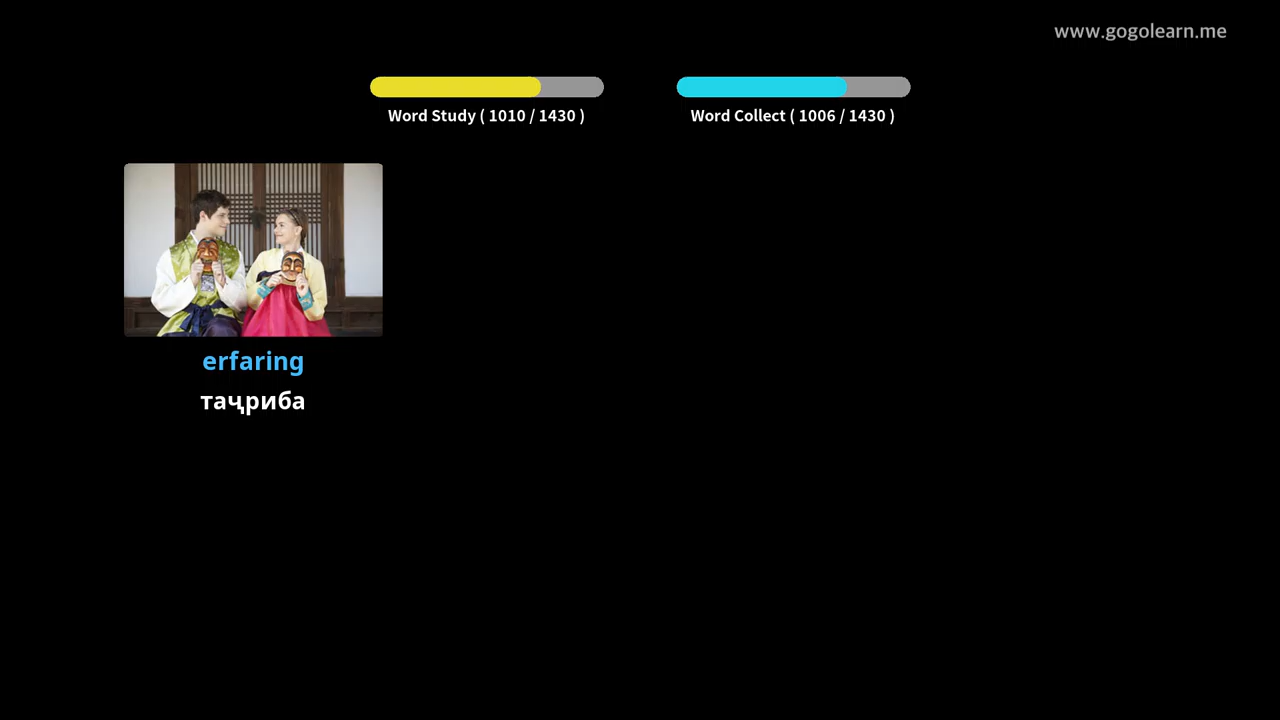 www.gogolearn.me
Word Study ( 1010 / 1430 )
Word Collect ( 1006 / 1430 )
erfaring
таҷриба